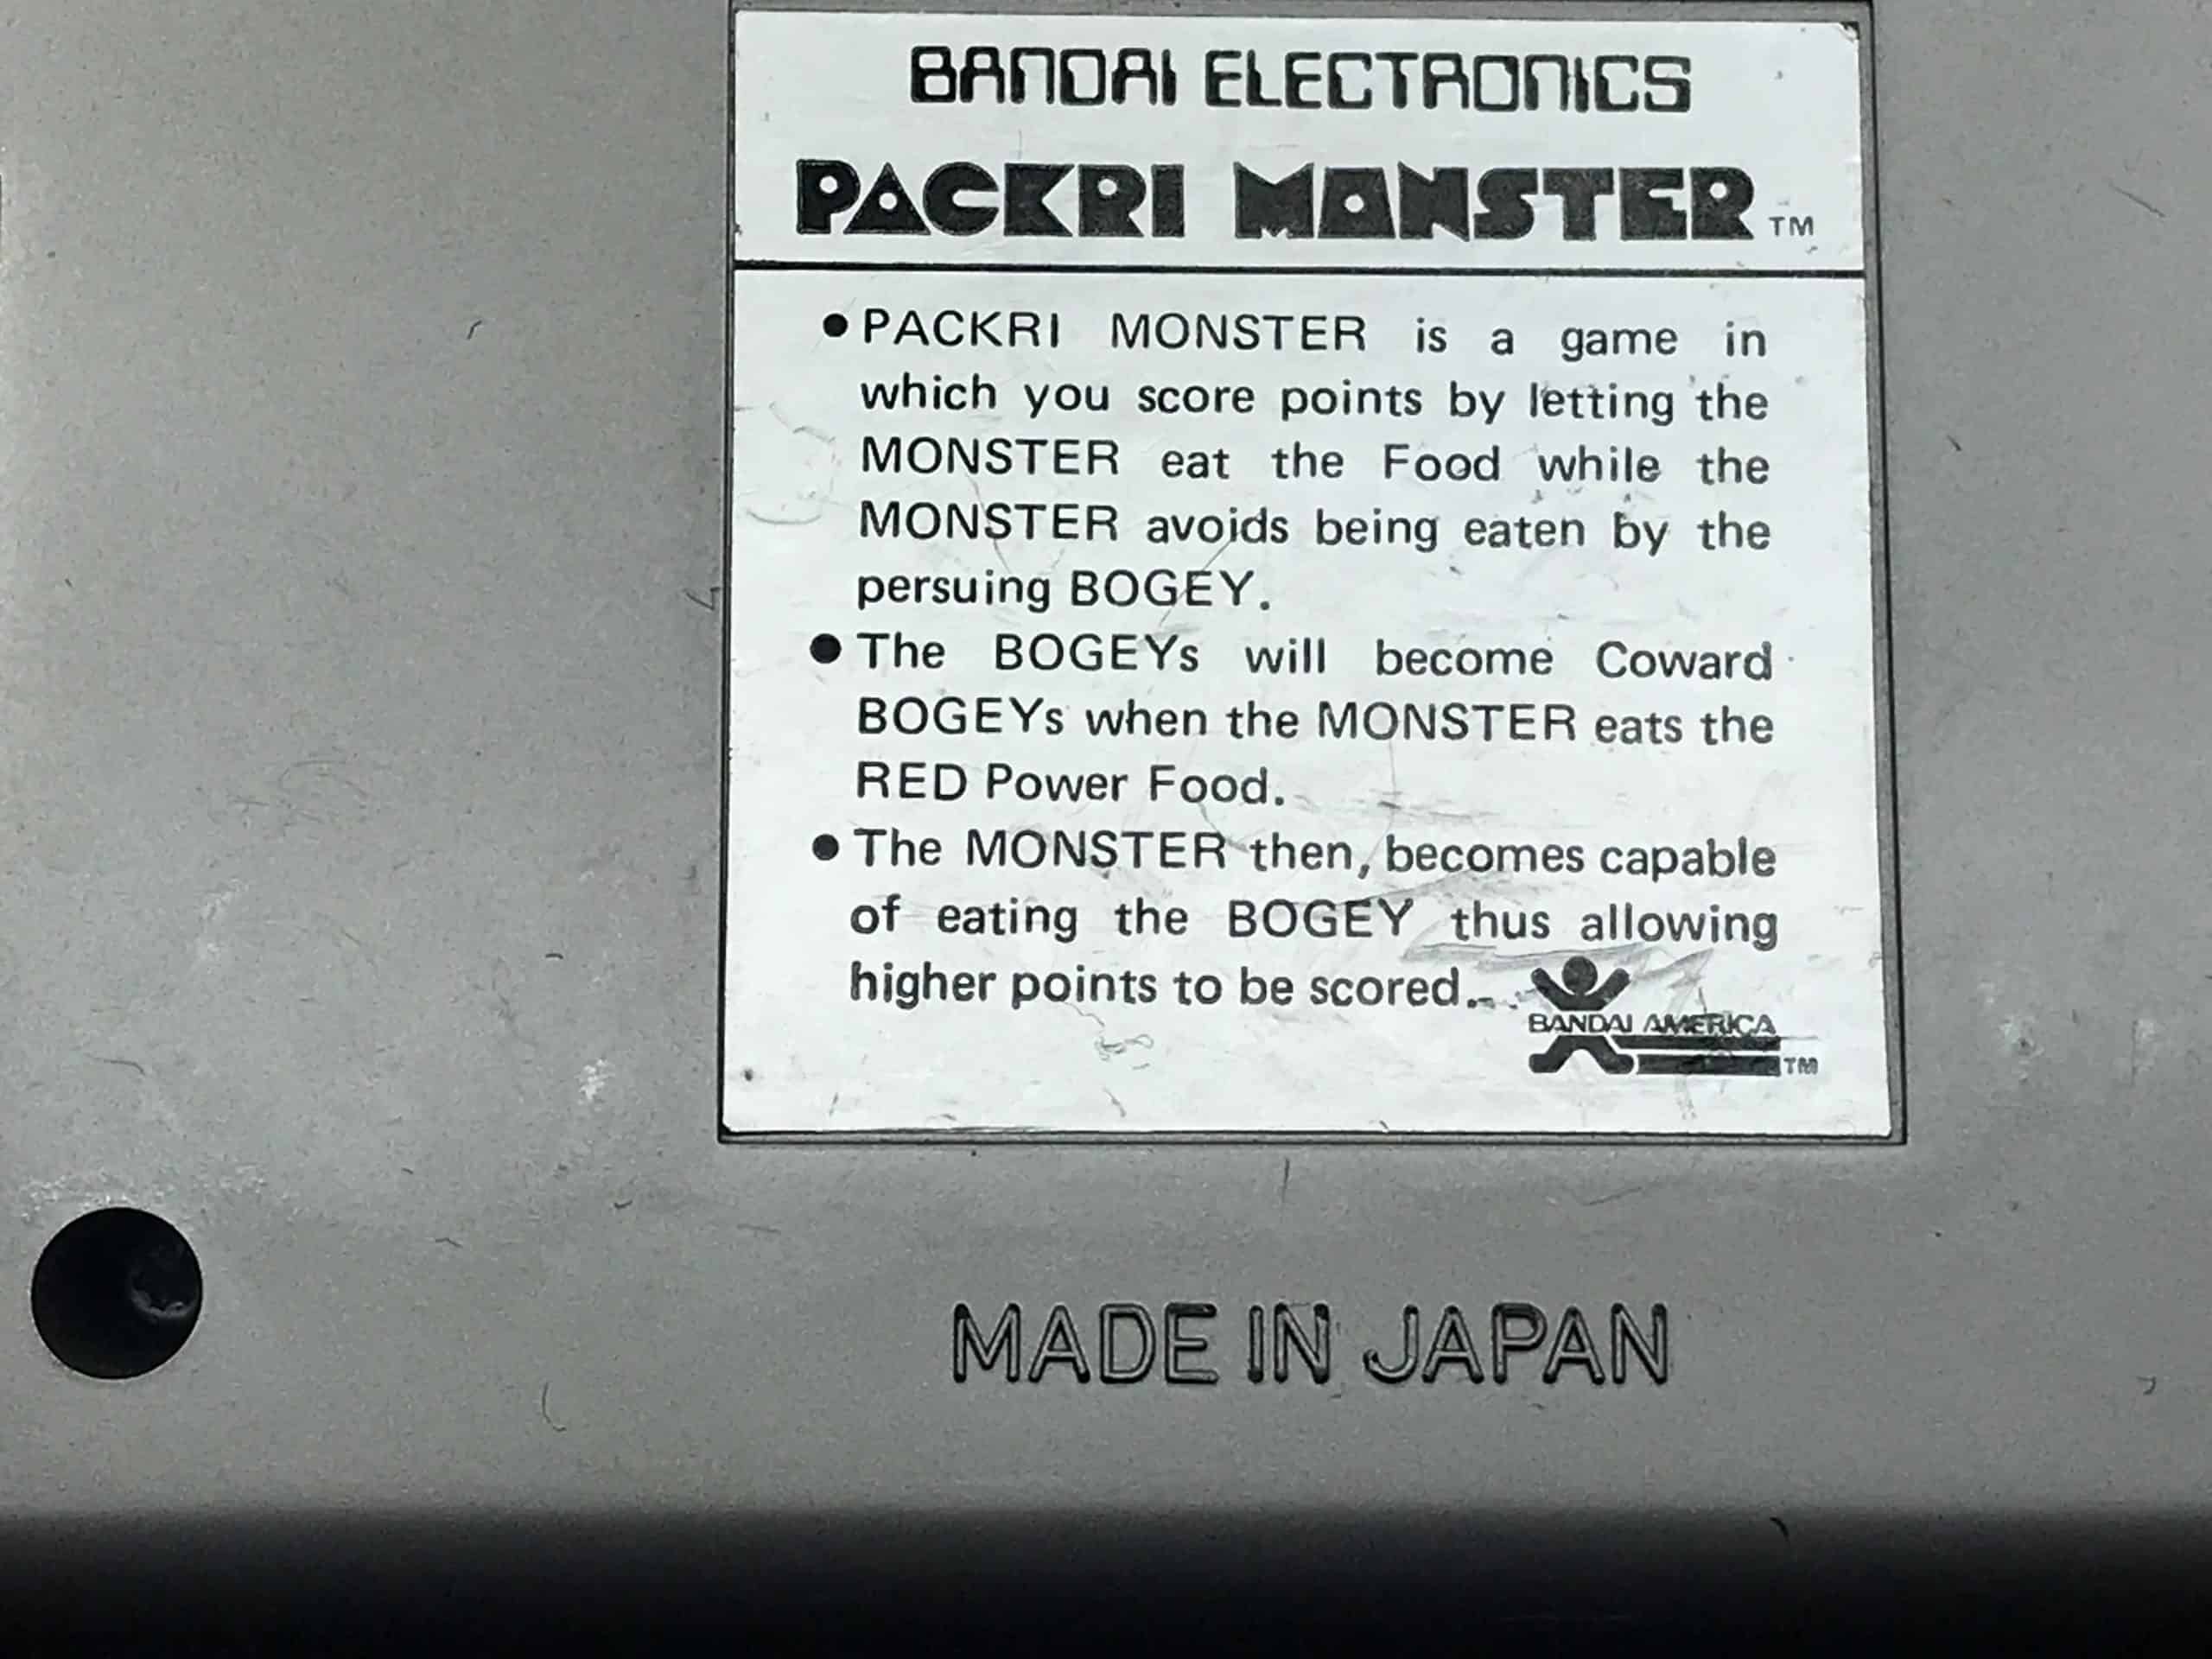 BANDAI ELECTRONICS
PACKRI MONSTER TM
● PACKRI MONSTER is a game in
which you score points by letting the
MONSTER eat the Food while the
MONSTER avoids being eaten by the
persuing BOGEY.
● The BOGEYs will become Coward
BOGEYs when the MONSTER eats the
RED Power Food.
● The MONSTER then, becomes capable
of eating the BOGEY thus allowing
higher points to be scored.
BANDAI AMERICA
TM
MADE IN JAPAN